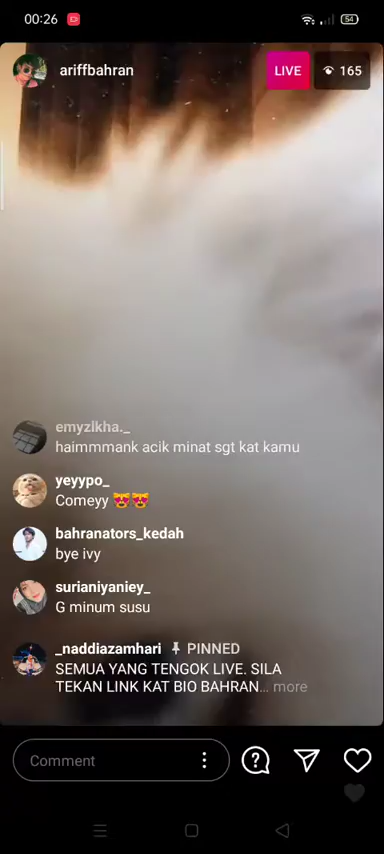 00:26
54
ariffbahran
LIVE
165
emyzlkha._
haimmmank acik minat sgt kat kamu
yeyypo_
Comeyy 😻😻
bahranators_kedah
bye ivy
surianiyaniey_
G minum susu
_naddiazamhari PINNED
SEMUA YANG TENGOK LIVE. SILA
TEKAN LINK KAT BIO BAHRAN... more
Comment